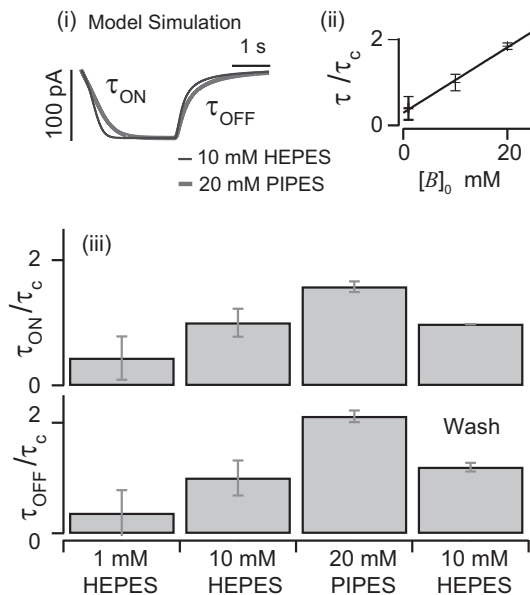 (i) Model Simulation
1 s
100 pA
τON
τOFF
10 mM HEPES
20 mM PIPES
(ii)
τ/τc
2
0
0
20
[B]0 mM
(iii)
τON/τc
2
0
τOFF/τc
2
0
Wash
1 mM 10 mM 20 mM 10 mM
HEPES HEPES PIPES HEPES